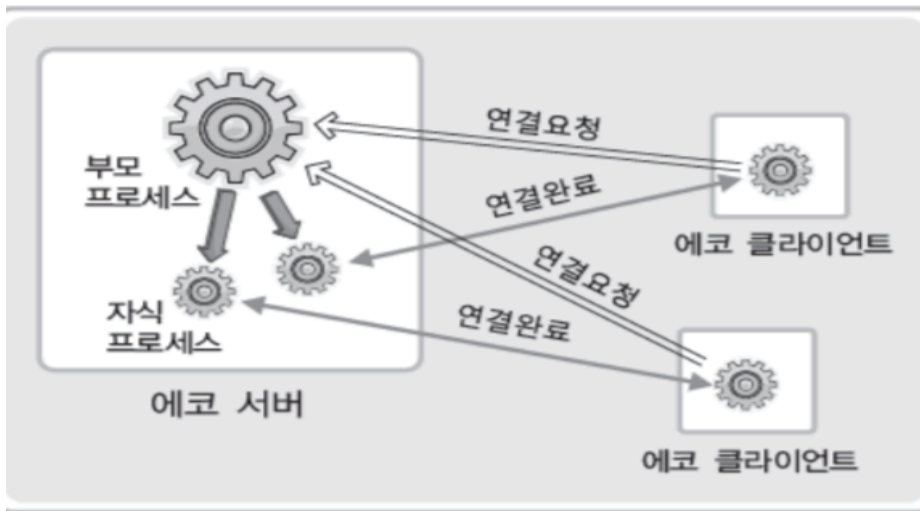 연결요청
부모
프로세스
연결완료
에코 클라이언트
연결요청
자식
프로세스
연결완료
에코 서버
에코 클라이언트